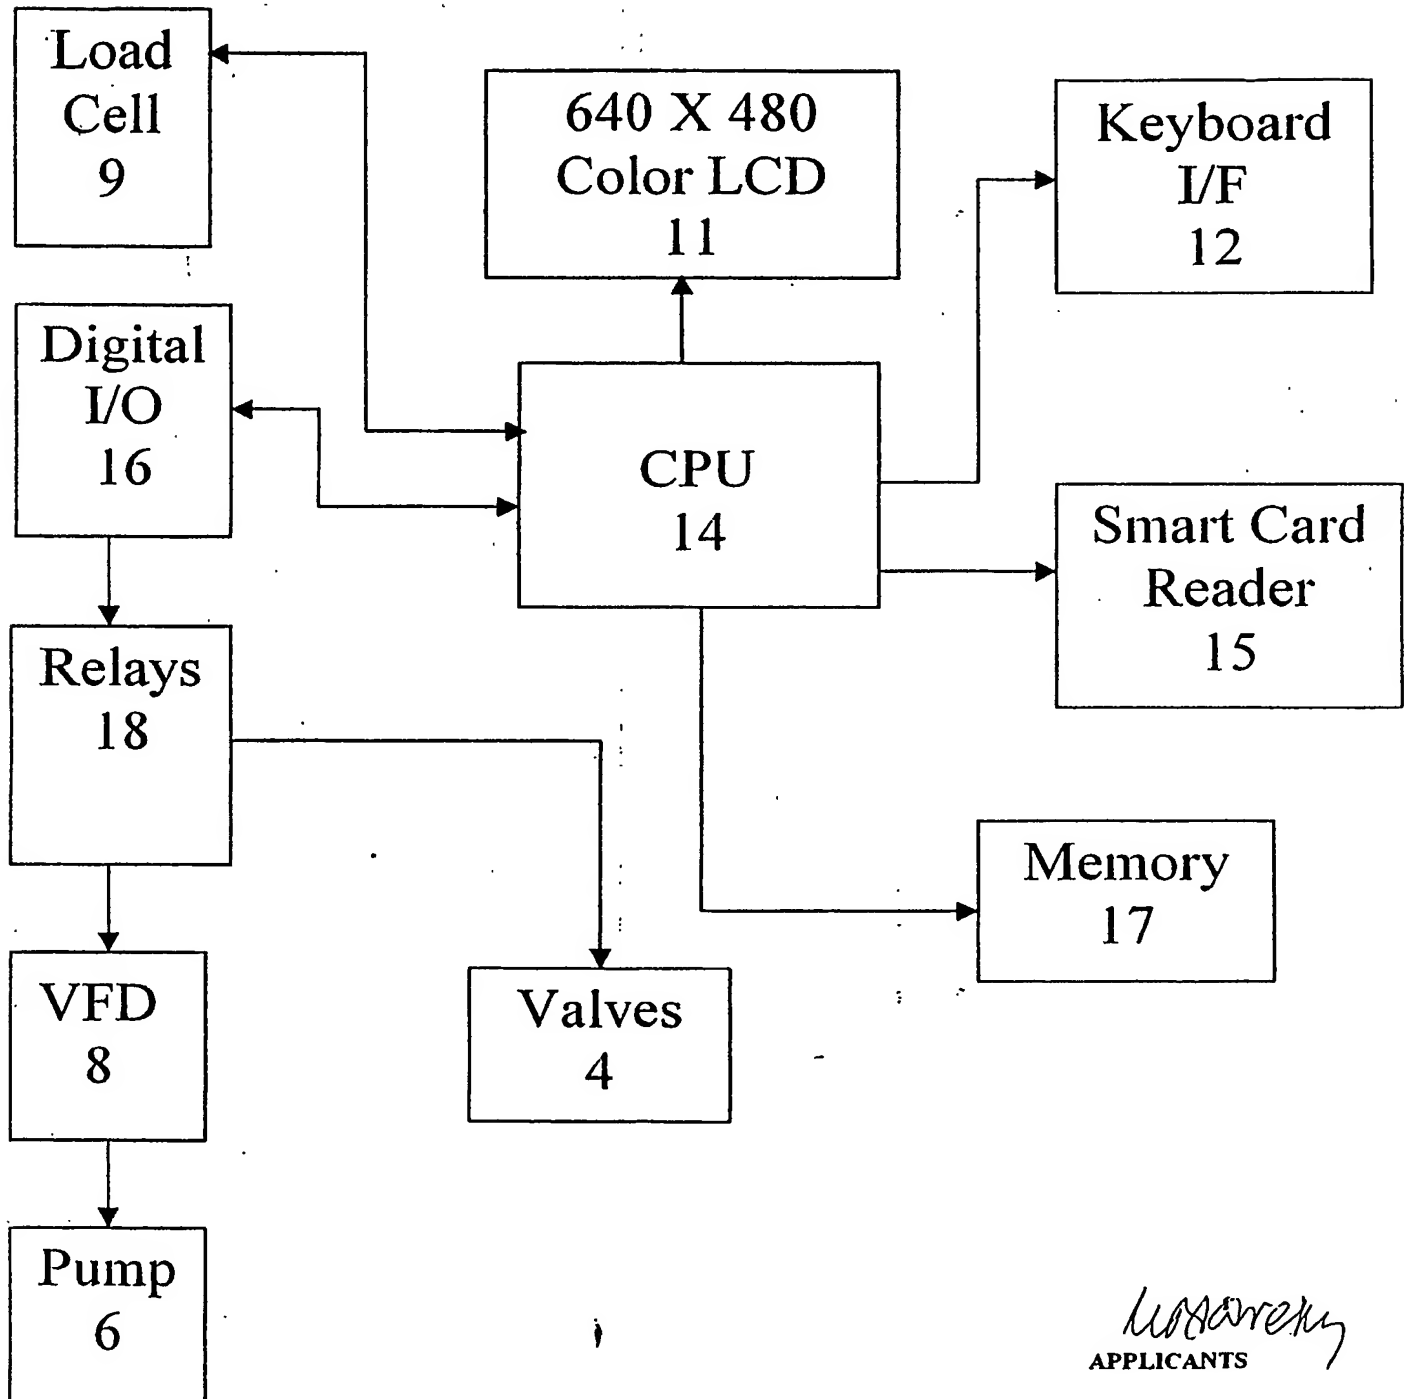 Load
Cell
9
640 X 480
Color LCD
11
Keyboard
I/F
12
Digital
I/O
16
CPU
14
Smart Card
Reader
15
Relays
18
Memory
17
VFD
8
Valves
4
Pump
6
APPLICANTS